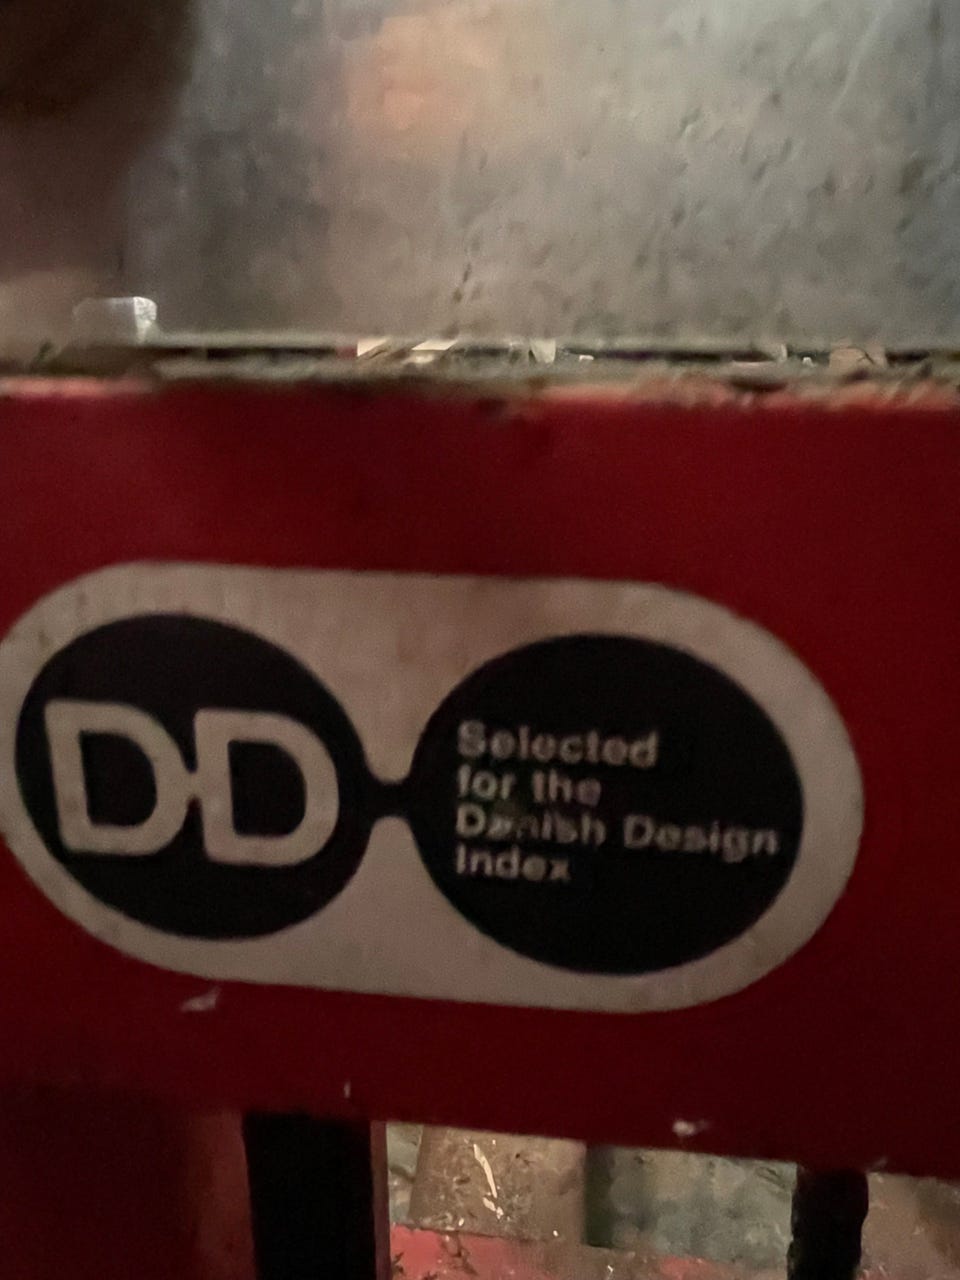 DD
Selected
for the
Danish Design
Index